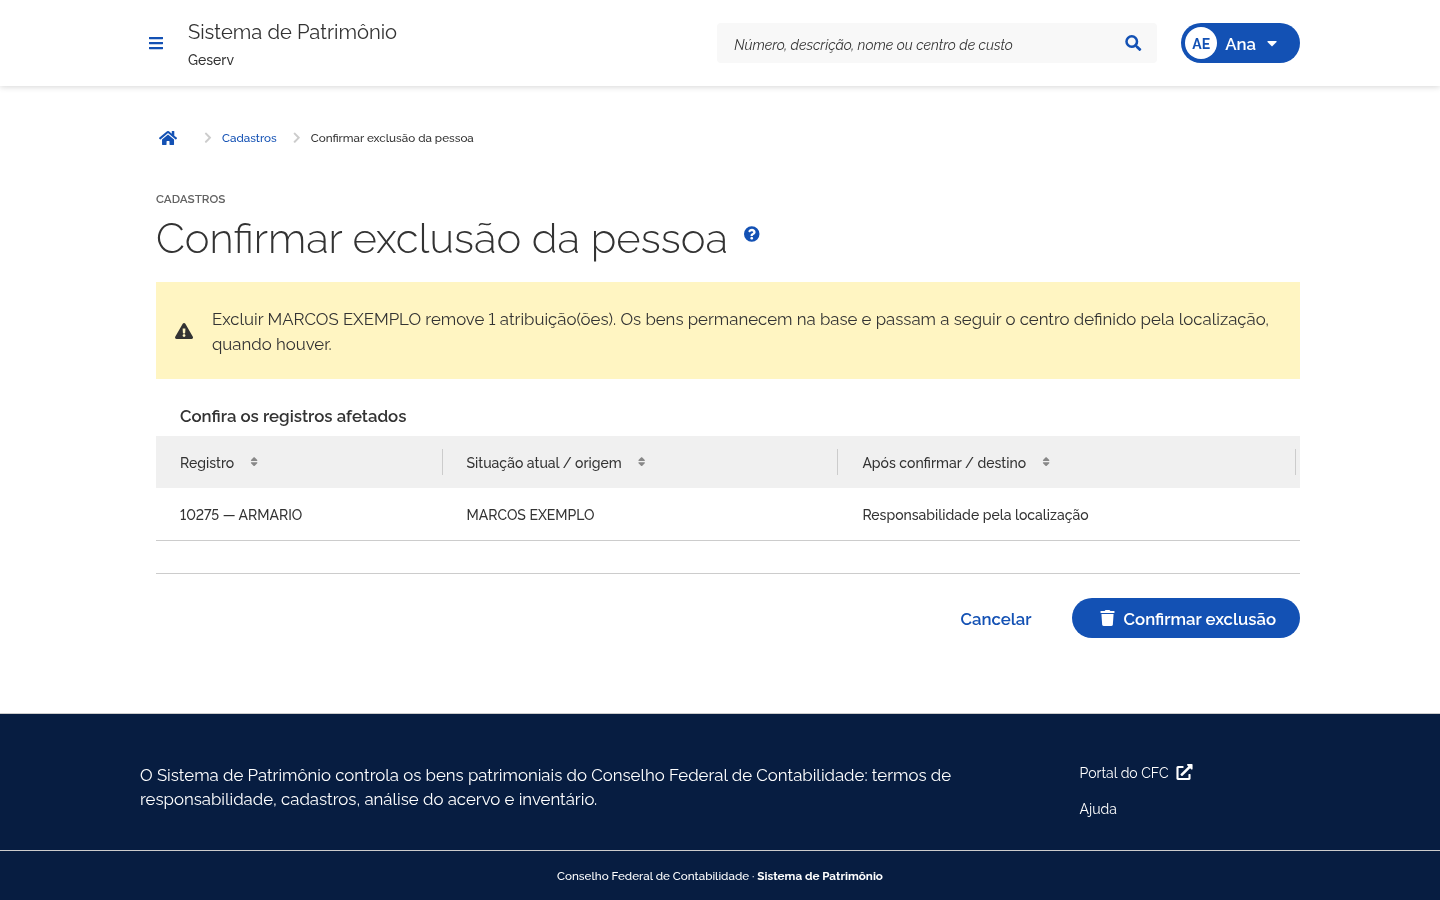 Sistema de Patrimônio
Geserv
Número, descrição, nome ou centro de custo
AE Ana
Cadastros
Confirmar exclusão da pessoa
CADASTROS
Confirmar exclusão da pessoa
Excluir MARCOS EXEMPLO remove 1 atribuição(ões). Os bens permanecem na base e passam a seguir o centro definido pela localização,
quando houver.
Confira os registros afetados
Registro Situação atual / origem Após confirmar / destino
10275 — ARMARIO MARCOS EXEMPLO Responsabilidade pela localização
Cancelar Confirmar exclusão
O Sistema de Patrimônio controla os bens patrimoniais do Conselho Federal de Contabilidade: termos de
responsabilidade, cadastros, análise do acervo e inventário.
Portal do CFC
Ajuda
Conselho Federal de Contabilidade · Sistema de Patrimônio